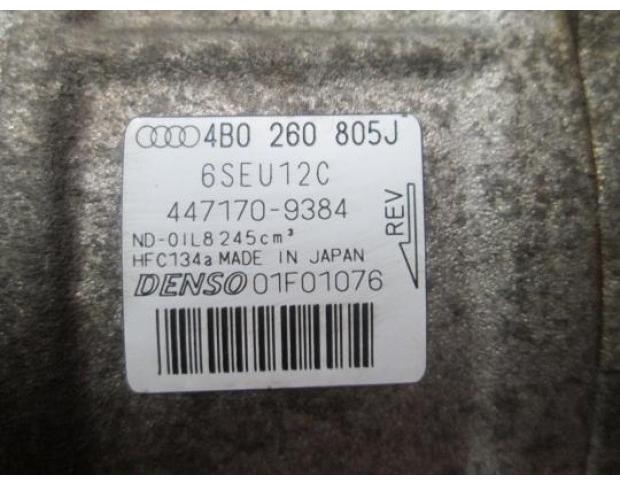 4B0 260 805J
6SEU12C
447170-9384
ND-OIL8 245cm³
HFC134a MADE IN JAPAN
DENSO 01F01076
REV